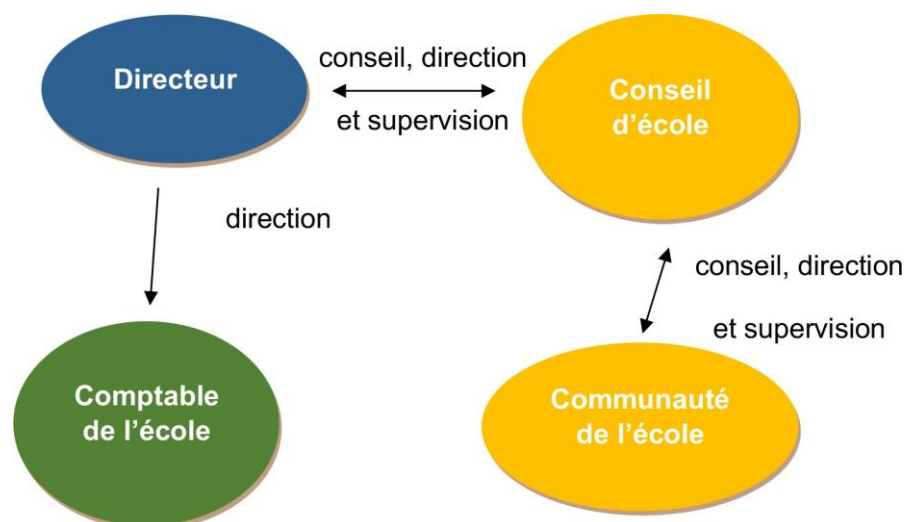 Directeur
conseil, direction
et supervision
Conseil
d’école
direction
conseil, direction
et supervision
Comptable
de l’école
Communauté
de l’école